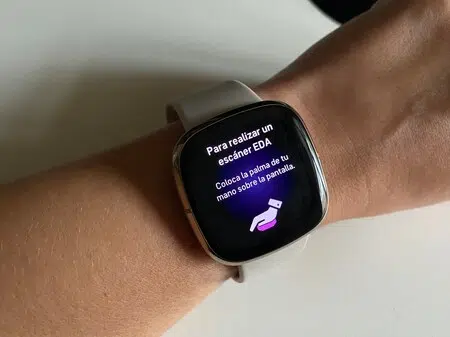 Para realizar un
escáner EDA
Coloca la palma de tu
mano sobre la pantalla.